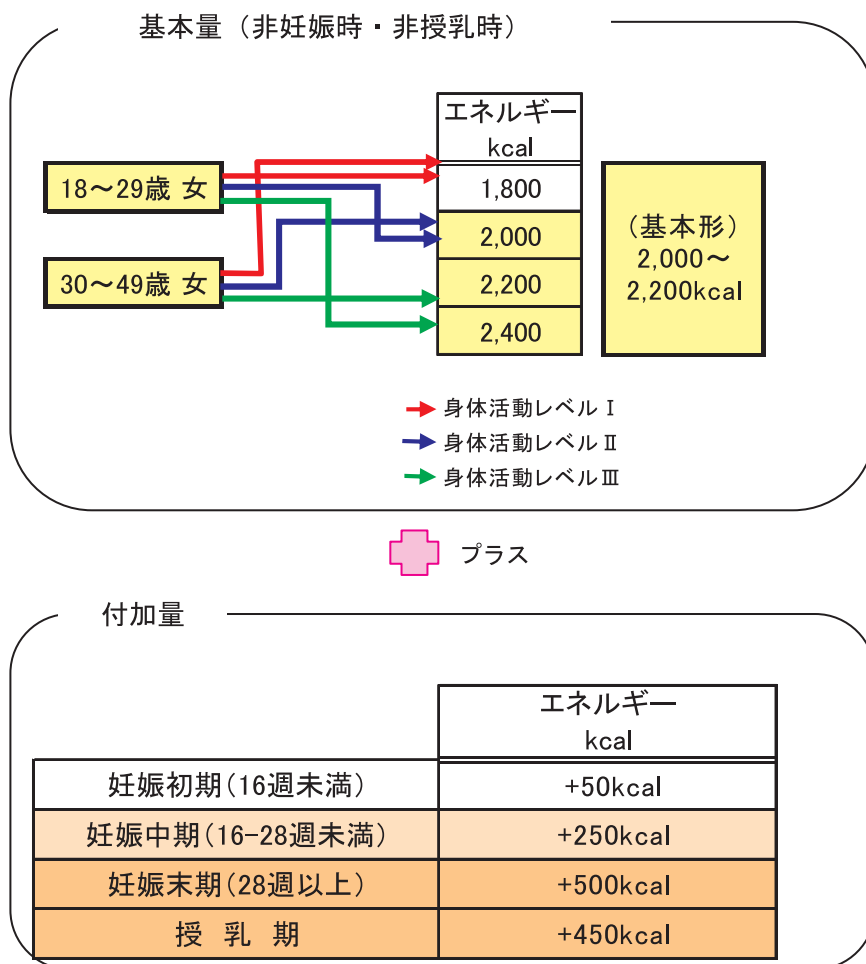 基本量（非妊娠時・非授乳時）
エネルギー
kcal
18～29歳 女
1,800
2,000
2,200
2,400
30～49歳 女
（基本形）
2,000～
2,200kcal
身体活動レベルⅠ
身体活動レベルⅡ
身体活動レベルⅢ
プラス
付加量
エネルギー
kcal
妊娠初期(16週未満) +50kcal
妊娠中期(16-28週未満) +250kcal
妊娠末期(28週以上) +500kcal
授 乳 期 +450kcal